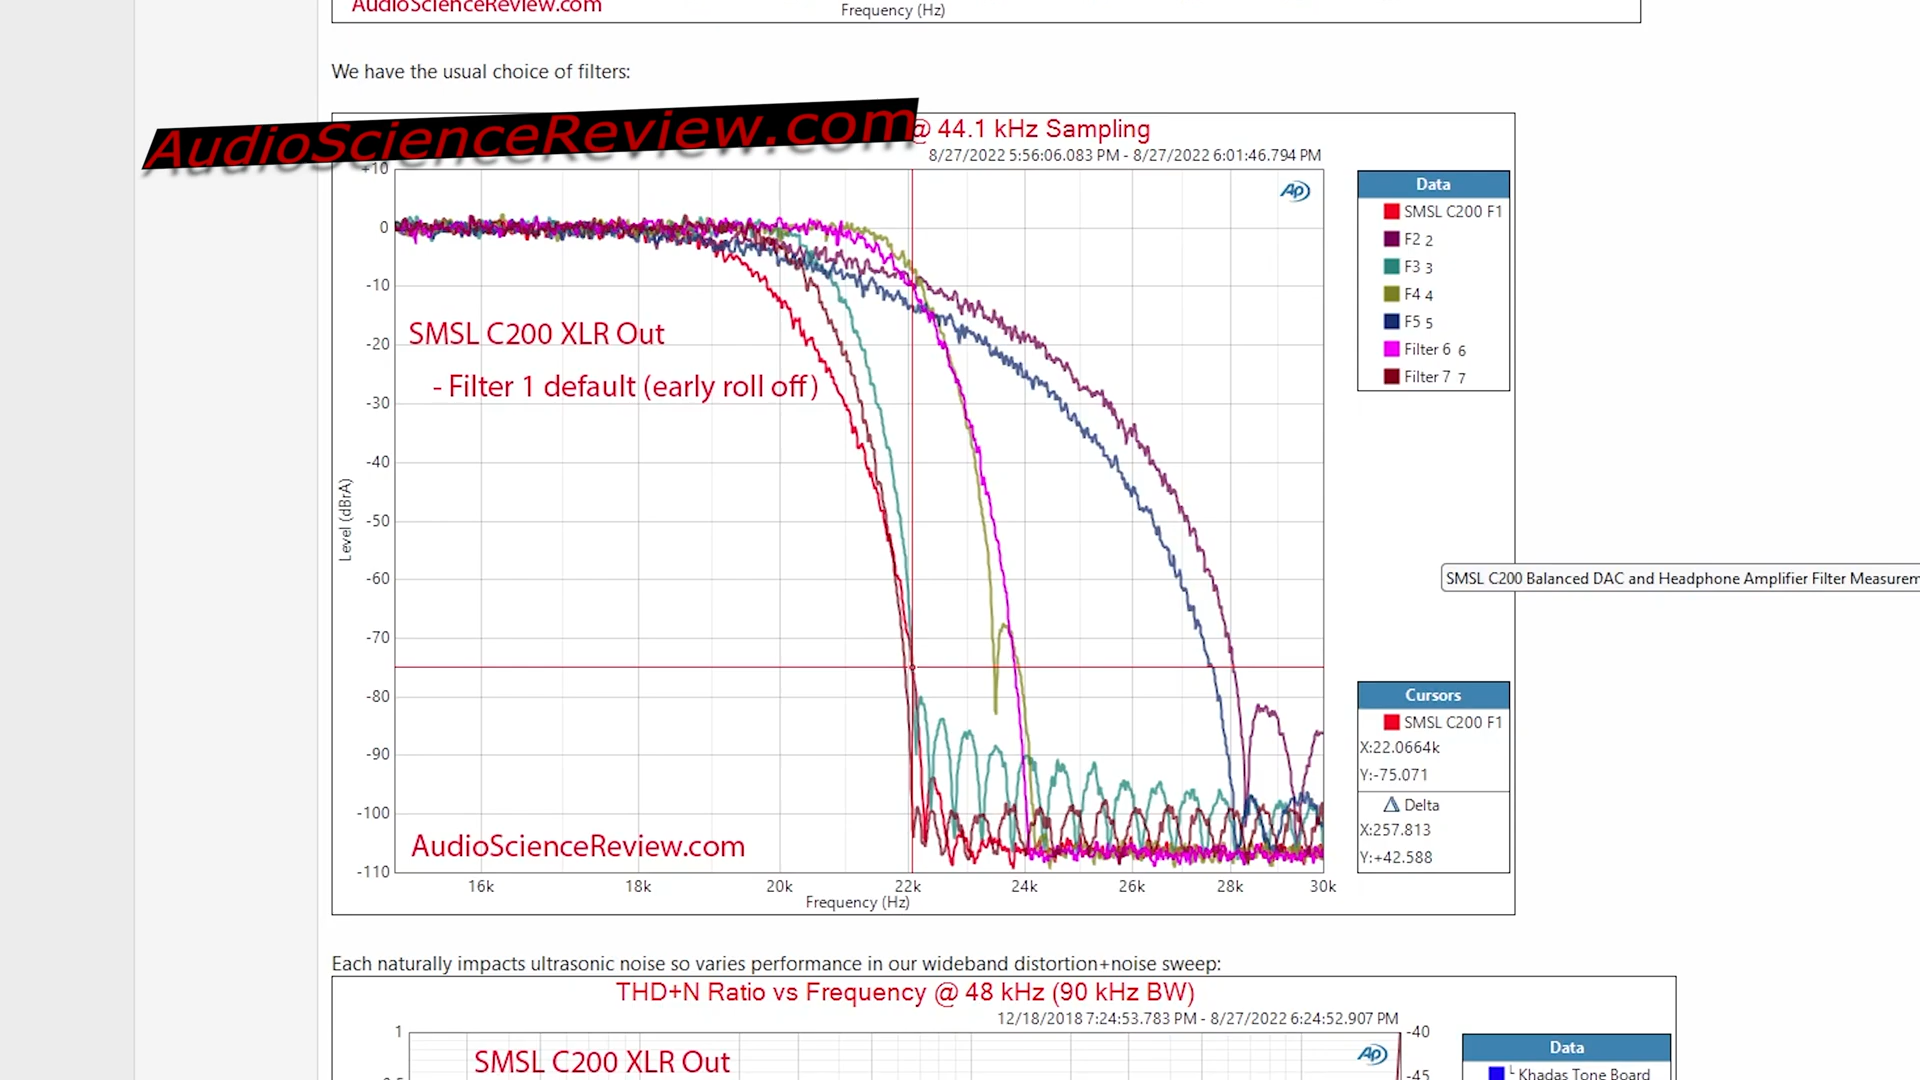 AudioScienceReview.com
Frequency (Hz)
We have the usual choice of filters:
AudioScienceReview.com
@ 44.1 kHz Sampling
8/27/2022 5:56:06.083 PM - 8/27/2022 6:01:46.794 PM
+10
0
-10
-20
-30
-40
-50
-60
-70
-80
-90
-100
-110
Level (dBrA)
AP
SMSL C200 XLR Out
- Filter 1 default (early roll off)
AudioScienceReview.com
16k 18k 20k 22k 24k 26k 28k 30k
Frequency (Hz)
Data
SMSL C200 F1
F2 2
F3 3
F4 4
F5 5
Filter 6 6
Filter 7 7
SMSL C200 Balanced DAC and Headphone Amplifier Filter Measurem
Cursors
SMSL C200 F1
X:22.0664k
Y:-75.071
Delta
X:257.813
Y:+42.588
Each naturally impacts ultrasonic noise so varies performance in our wideband distortion+noise sweep:
THD+N Ratio vs Frequency @ 48 kHz (90 kHz BW)
12/18/2018 7:24:53.783 PM - 8/27/2022 6:24:52.907 PM
1
-40
AP
SMSL C200 XLR Out
-45
Data
Khadas Tone Board